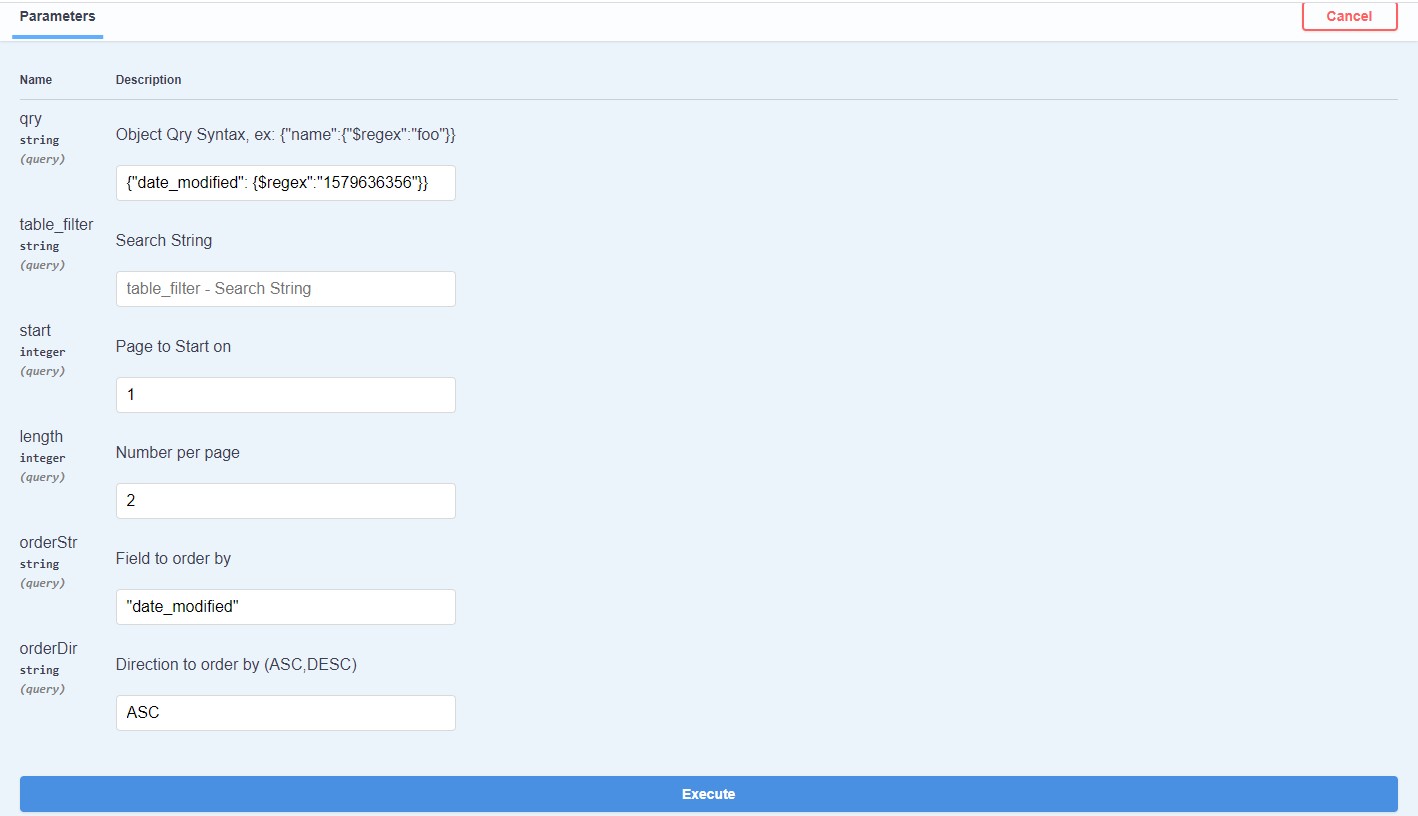 Parameters
Cancel
Name Description
qry
string
(query)
Object Qry Syntax, ex: {"name":{"$regex":"foo"}}
{"date_modified": {$regex":"1579636356"}}
table_filter
string
(query)
Search String
table_filter - Search String
start
integer
(query)
Page to Start on
1
length
integer
(query)
Number per page
2
orderStr
string
(query)
Field to order by
"date_modified"
orderDir
string
(query)
Direction to order by (ASC,DESC)
ASC
Execute